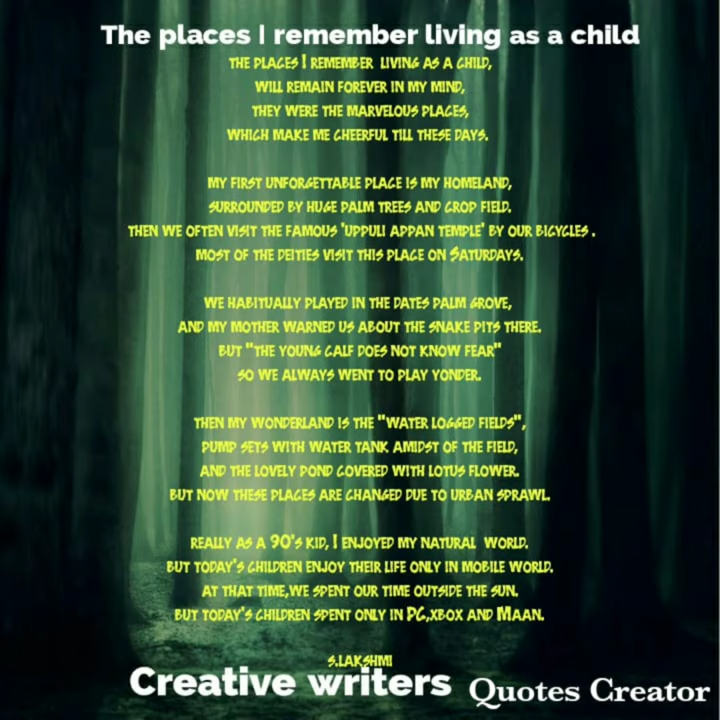 The places I remember living as a child
THE PLACES I REMEMBER LIVING AS A CHILD,
WILL REMAIN FOREVER IN MY MIND,
THEY WERE THE MARVELOUS PLACES,
WHICH MAKE ME CHEERFUL TILL THESE DAYS.
MY FIRST UNFORGETTABLE PLACE IS MY HOMELAND,
SURROUNDED BY HUGE PALM TREES AND CROP FIELD.
THEN WE OFTEN VISIT THE FAMOUS 'UPPULI APPAN TEMPLE' BY OUR BICYCLES .
MOST OF THE DEITIES VISIT THIS PLACE ON SATURDAYS.
WE HABITUALLY PLAYED IN THE DATES PALM GROVE,
AND MY MOTHER WARNED US ABOUT THE SNAKE PITS THERE.
BUT "THE YOUNG CALF DOES NOT KNOW FEAR"
SO WE ALWAYS WENT TO PLAY YONDER.
THEN MY WONDERLAND IS THE "WATER LOGGED FIELDS",
PUMP SETS WITH WATER TANK AMIDST OF THE FIELD,
AND THE LOVELY POND COVERED WITH LOTUS FLOWER.
BUT NOW THESE PLACES ARE CHANGED DUE TO URBAN SPRAWL.
REALLY AS A 90'S KID, I ENJOYED MY NATURAL WORLD.
BUT TODAY'S CHILDREN ENJOY THEIR LIFE ONLY IN MOBILE WORLD.
AT THAT TIME,WE SPENT OUR TIME OUTSIDE THE SUN.
BUT TODAY'S CHILDREN SPENT ONLY IN PC,XBOX AND MAAN.
S.LAKSHMI
Creative writers
Quotes Creator